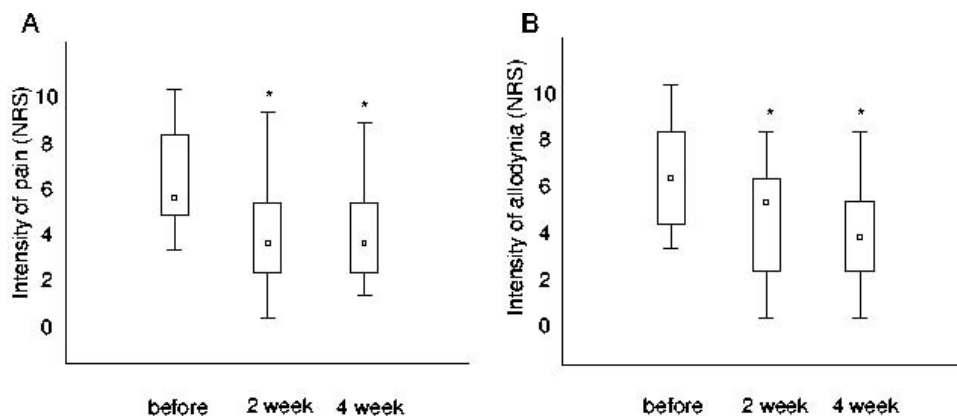 A
Intensity of pain (NRS)
10
8
6
4
2
0
*
*
before
2 week
4 week
B
Intensity of allodynia (NRS)
10
8
6
4
2
0
*
*
before
2 week
4 week